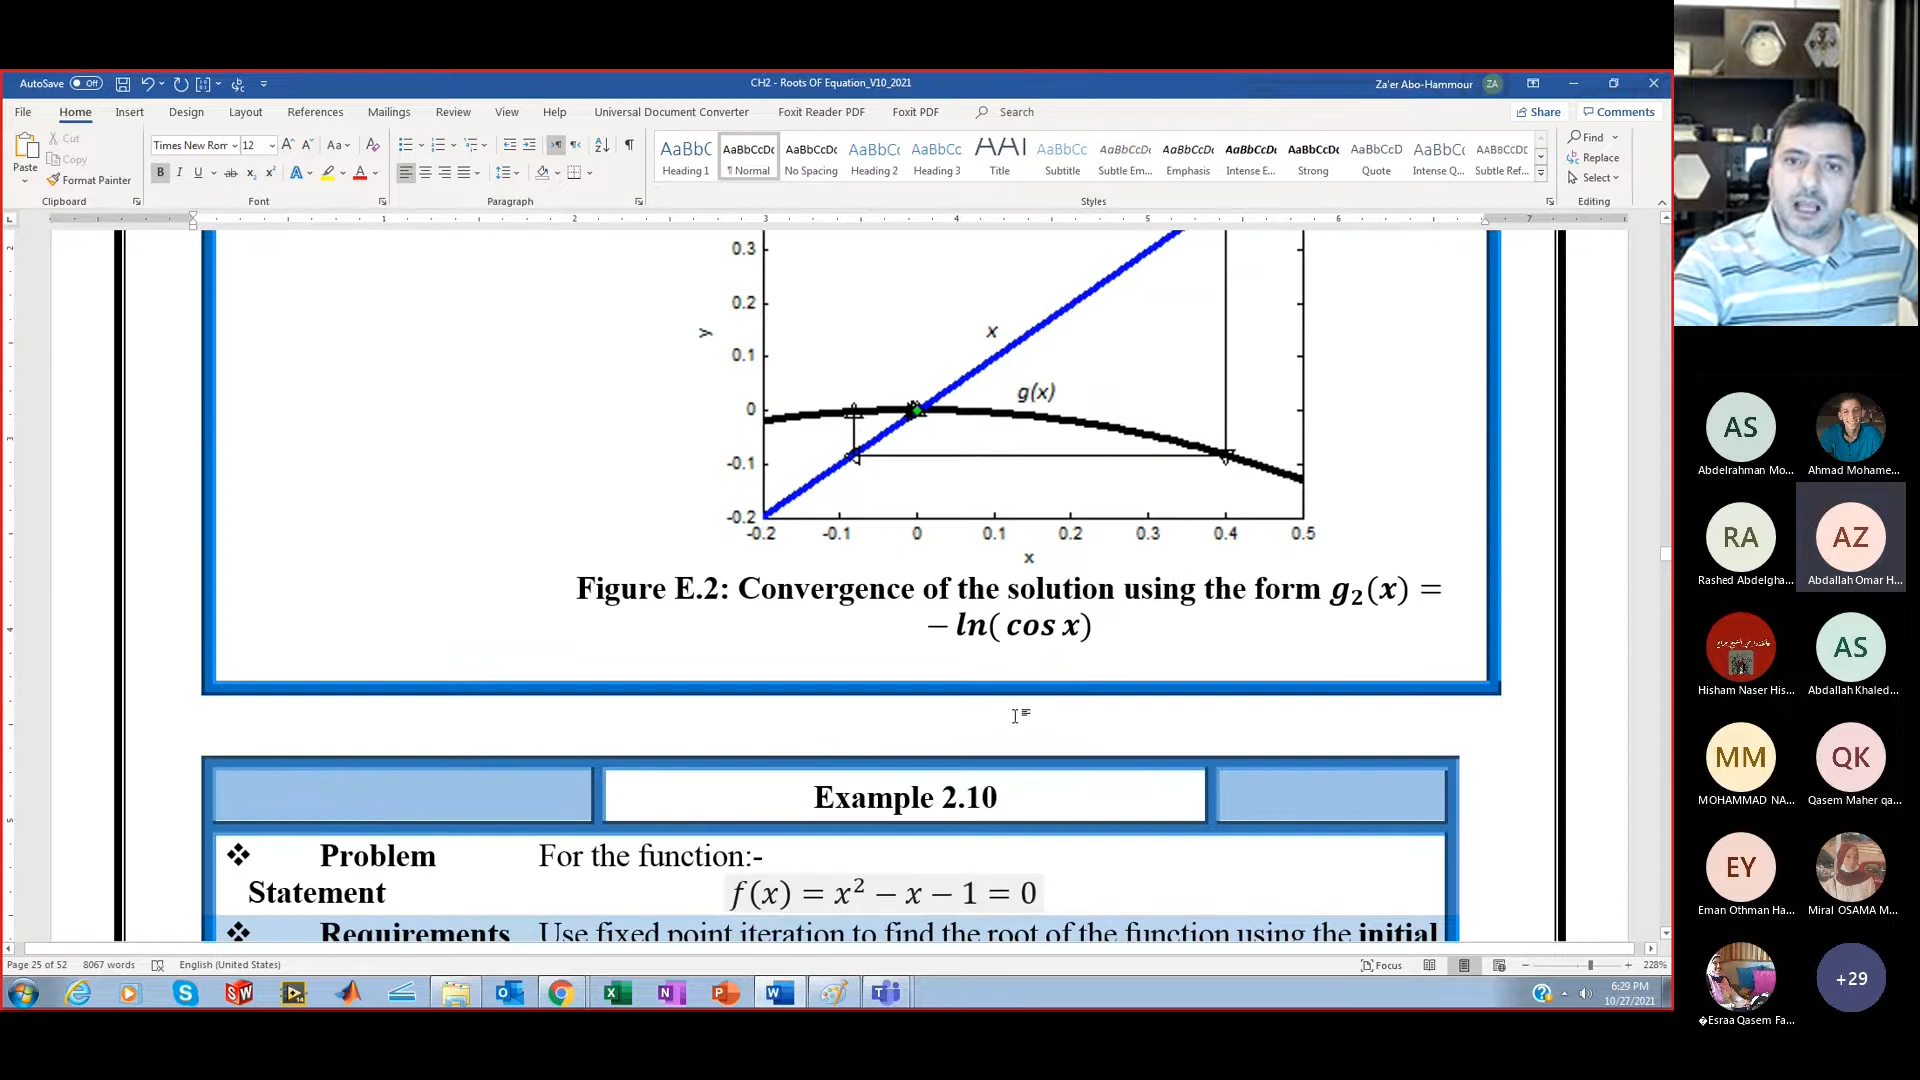 AutoSave Off
CH2 - Roots OF Equation_V10_2021
Za'er Abo-Hammour ZA
File Home Insert Design Layout References Mailings Review View Help Universal Document Converter Foxit Reader PDF Foxit PDF Search
Share Comments
Paste
Cut
Copy
Format Painter
Times New Ror 12
AaBbC Heading 1
AaBbCcDc ¶ Normal
AaBbCcDc No Spacing
AaBbCc Heading 2
AaBbCc Heading 3
AAI Title
AaBbCc Subtitle
AaBbCcDc Subtle Em...
AaBbCcDc Emphasis
AaBbCcDc Intense E...
AaBbCcDc Strong
AaBbCcD Quote
AaBbCc Intense Q...
AaBbCcDc Subtle Ref...
Find
Replace
Select
Clipboard Font Paragraph Styles Editing
1 2 3 4 5 6 7
0.3
0.2
0.1
0
-0.1
-0.2
y
x
g(x)
-0.2 -0.1 0 0.1 0.2 0.3 0.4 0.5
x
Figure E.2: Convergence of the solution using the form g₂(x) =
− ln( cos x)
Example 2.10
❖ Problem Statement
For the function:-
f(x) = x² − x − 1 = 0
❖ Requirements Use fixed point iteration to find the root of the function using the initial
Page 25 of 52 8067 words English (United States)
Focus 228%
6:29 PM
10/27/2021
AS
Abdelrahman Mo...
Ahmad Mohame...
RA
Rashed Abdelgha...
AZ
Abdallah Omar H...
Hisham Naser His...
AS
Abdallah Khaled...
MM
MOHAMMAD NA...
QK
Qasem Maher qa...
EY
Eman Othman Ha...
Miral OSAMA M...
�Esraa Qasem Fa...
+29